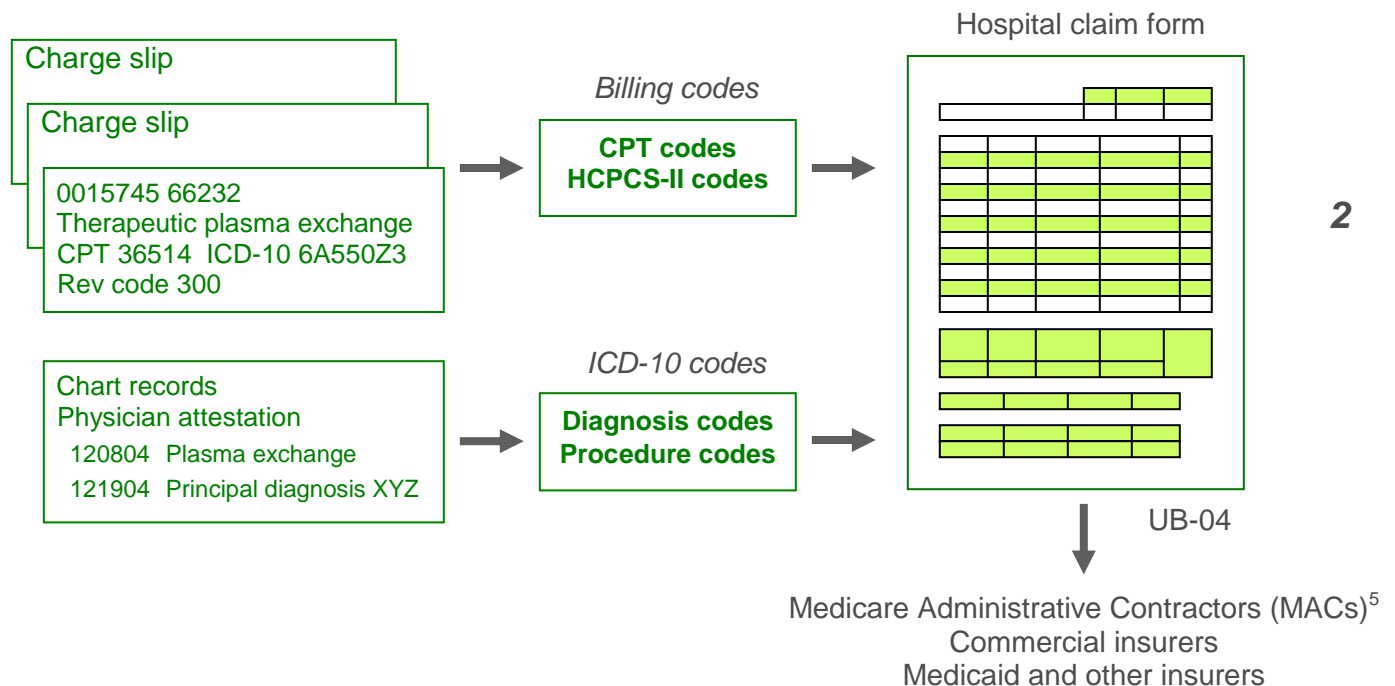 Charge slip
Charge slip
0015745 66232
Therapeutic plasma exchange
CPT 36514 ICD-10 6A550Z3
Rev code 300
Billing codes
CPT codes
HCPCS-II codes
Hospital claim form
2
Chart records
Physician attestation
120804 Plasma exchange
121904 Principal diagnosis XYZ
ICD-10 codes
Diagnosis codes
Procedure codes
UB-04
Medicare Administrative Contractors (MACs)5
Commercial insurers
Medicaid and other insurers